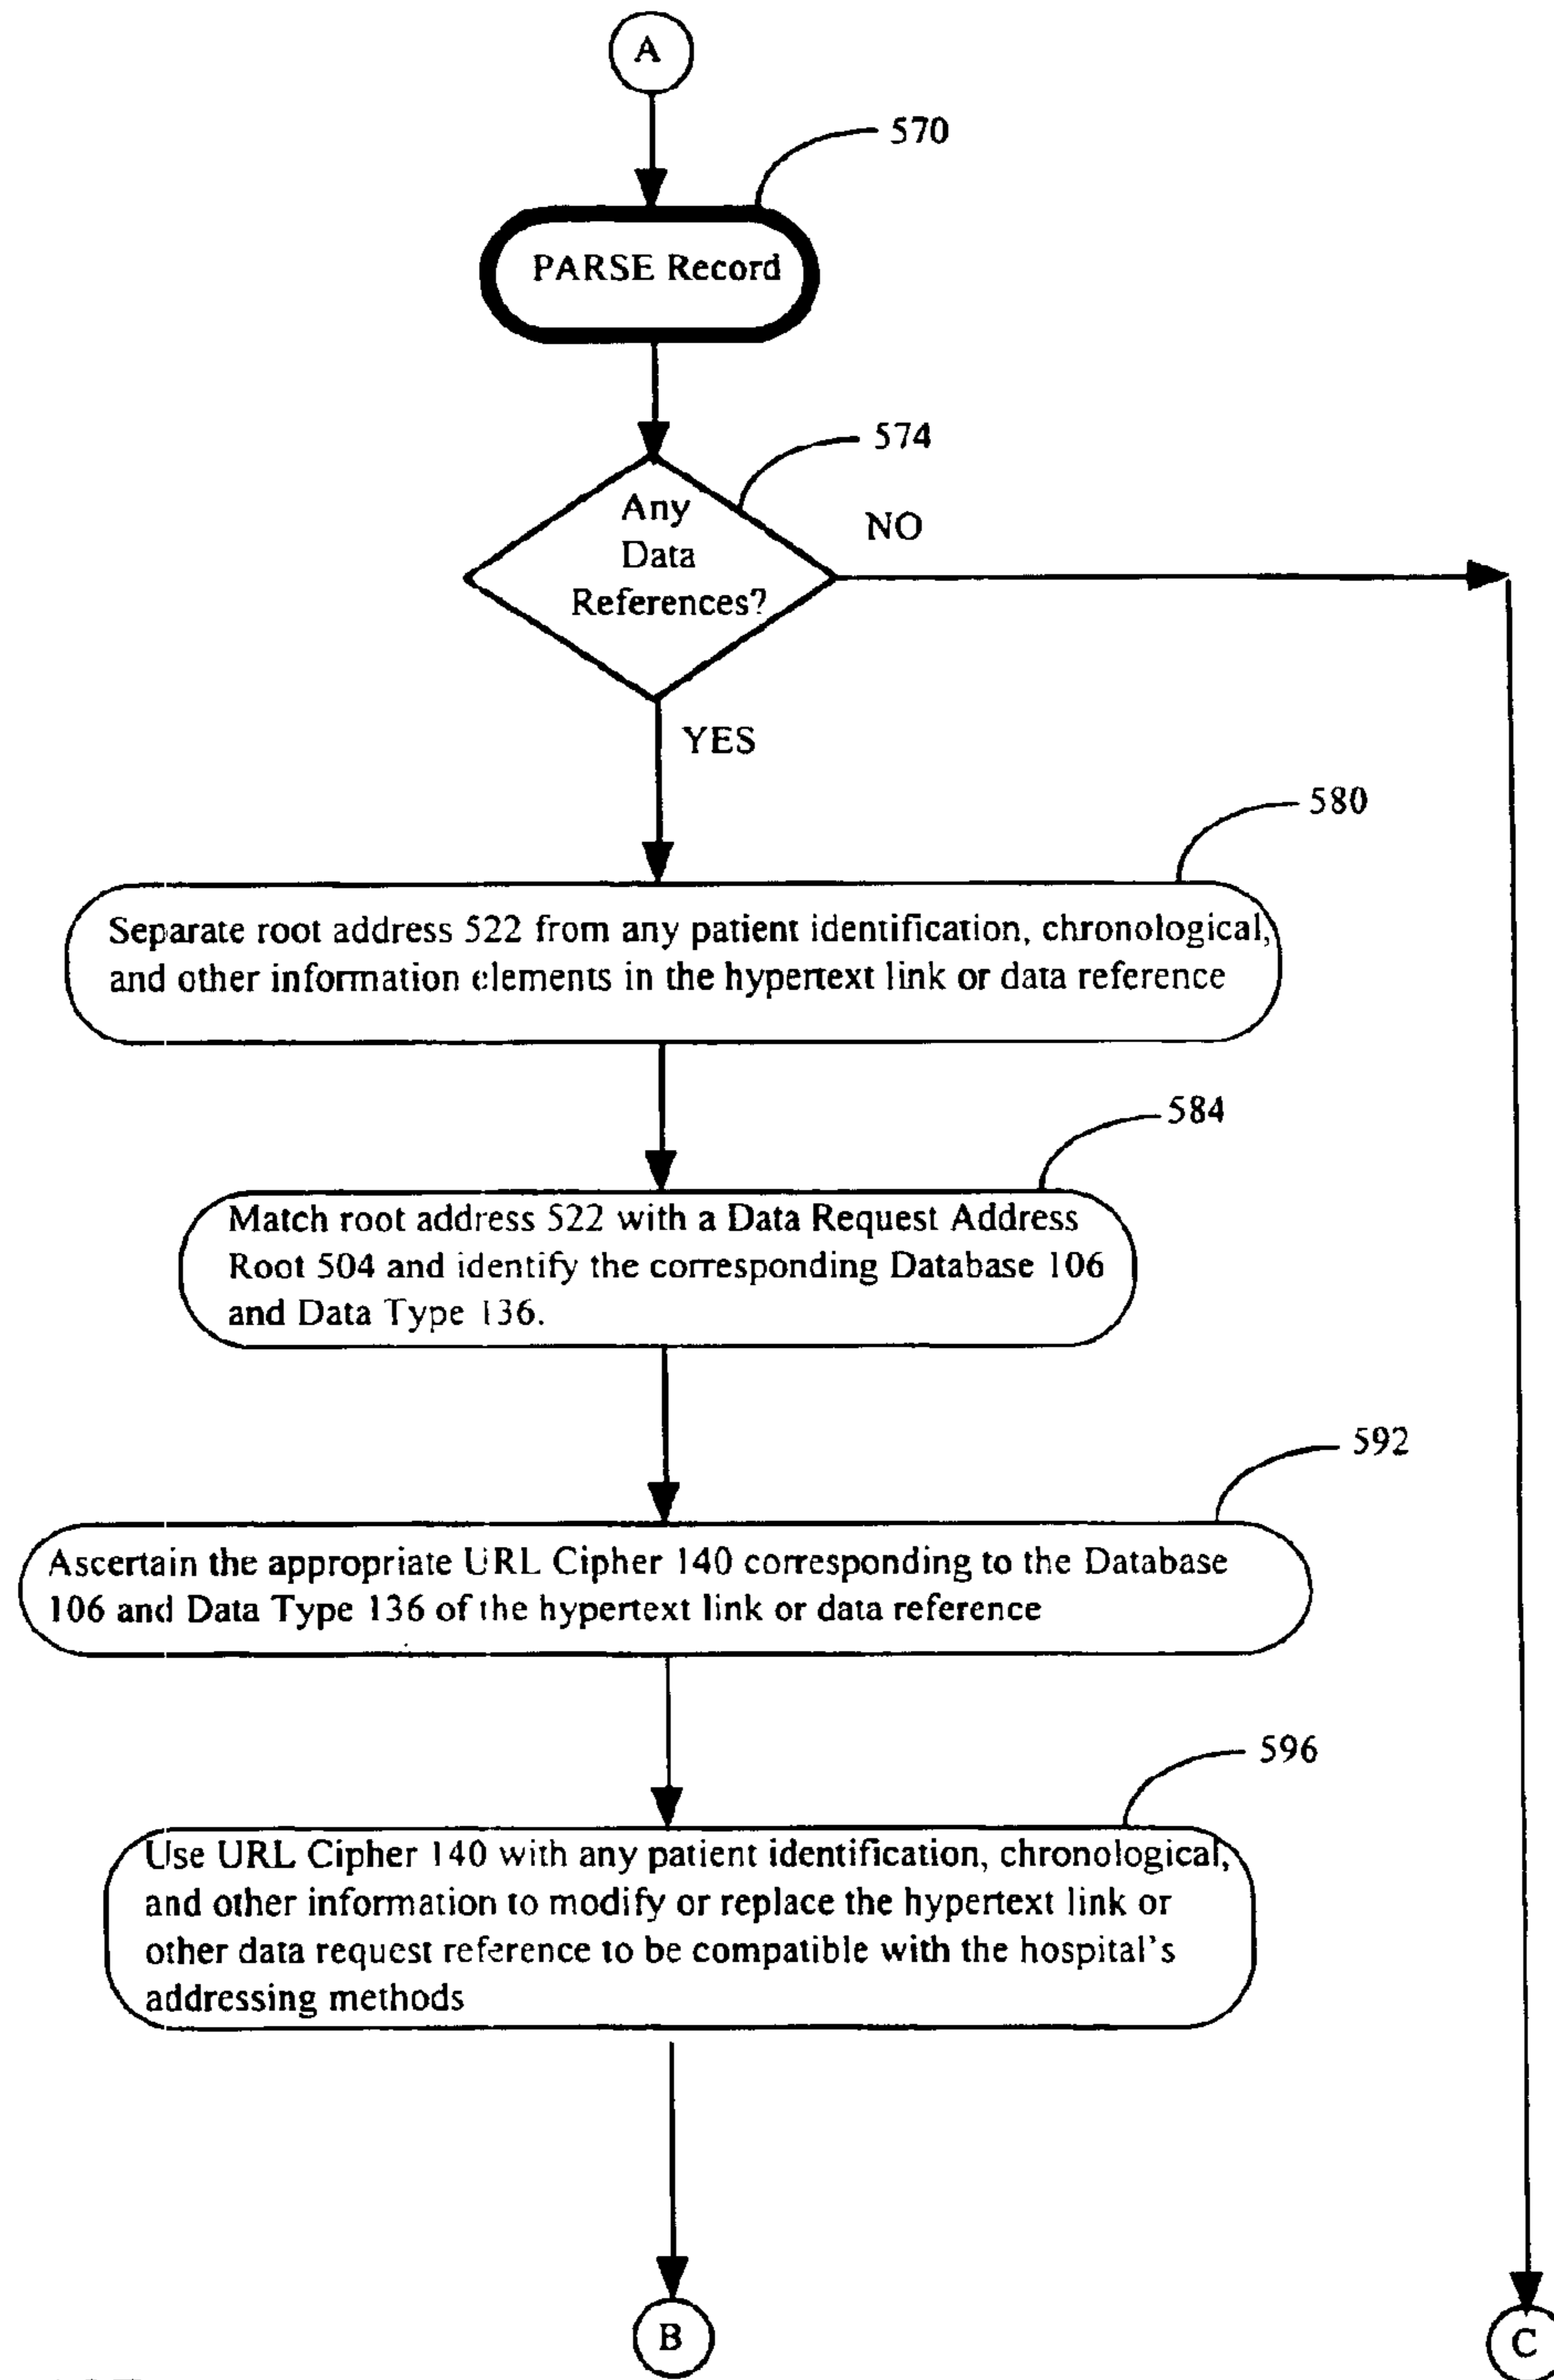 A
570
PARSE Record
574
Any
Data
References?
NO
YES
580
Separate root address 522 from any patient identification, chronological,
and other information elements in the hypertext link or data reference
584
Match root address 522 with a Data Request Address
Root 504 and identify the corresponding Database 106
and Data Type 136.
592
Ascertain the appropriate URL Cipher 140 corresponding to the Database
106 and Data Type 136 of the hypertext link or data reference
596
Use URL Cipher 140 with any patient identification, chronological,
and other information to modify or replace the hypertext link or
other data request reference to be compatible with the hospital's
addressing methods
B
C